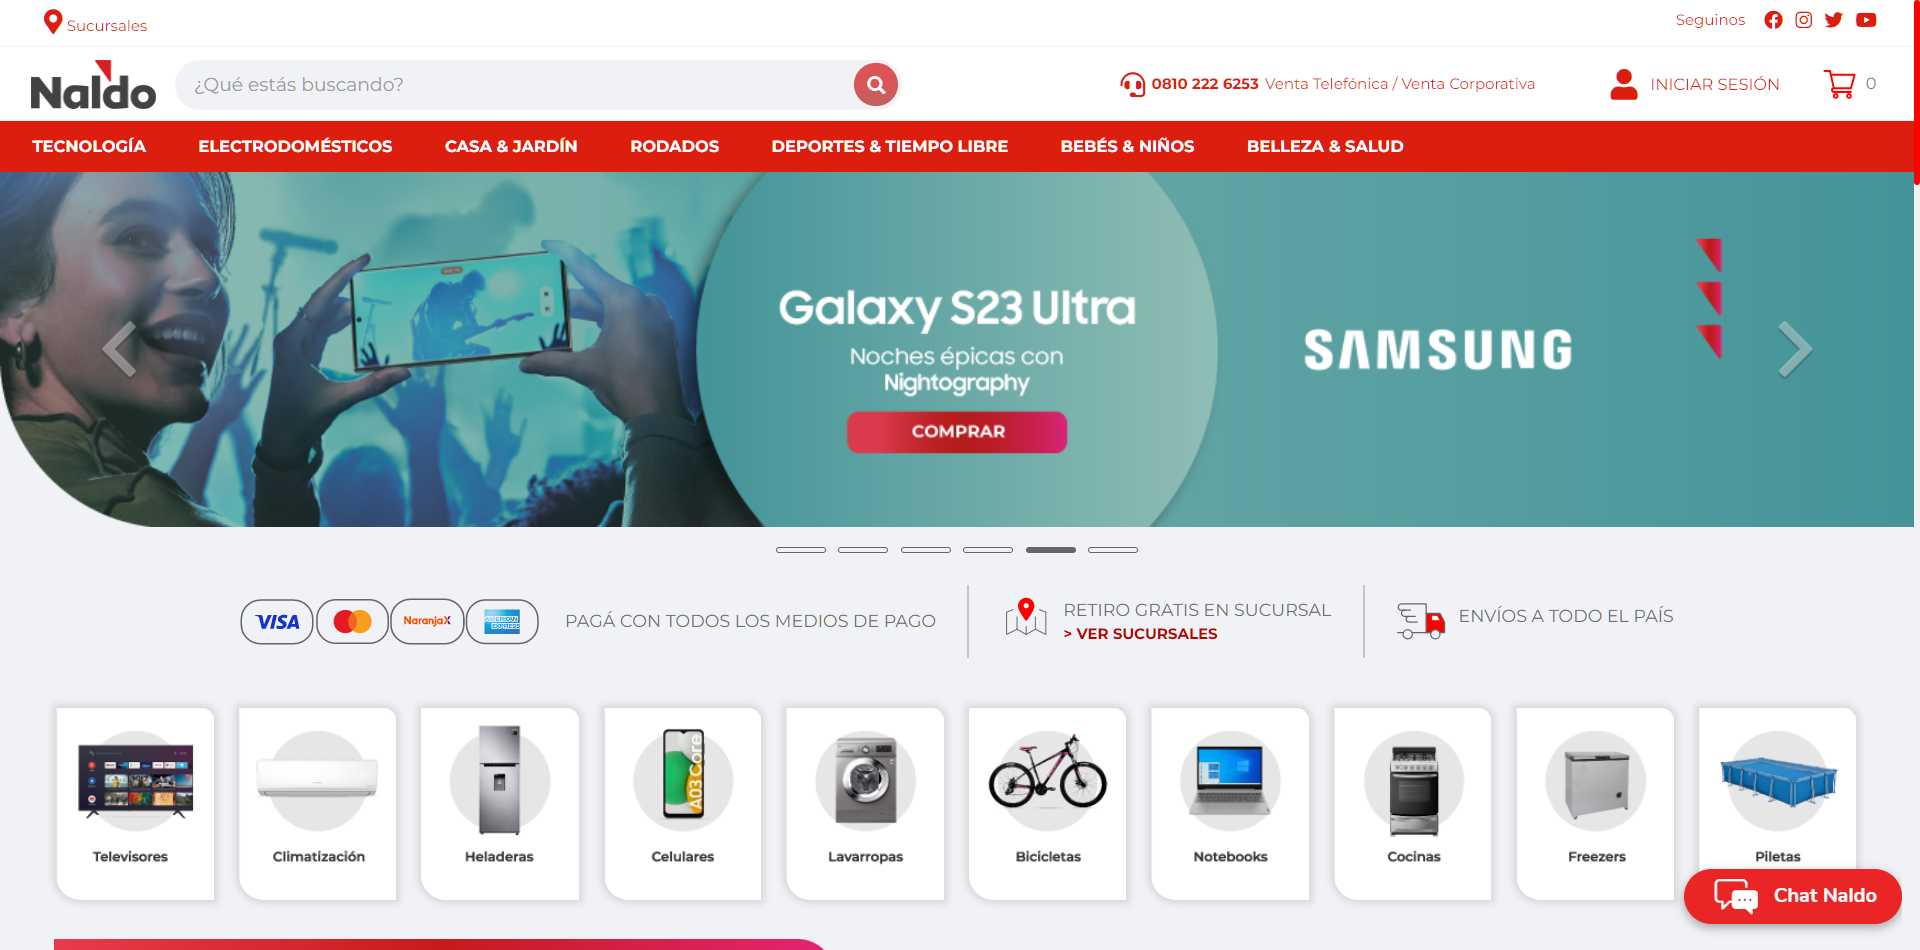 Sucursales
Seguinos
Naldo
¿Qué estás buscando?
0810 222 6253 Venta Telefónica / Venta Corporativa
INICIAR SESIÓN
0
TECNOLOGÍA
ELECTRODOMÉSTICOS
CASA & JARDÍN
RODADOS
DEPORTES & TIEMPO LIBRE
BEBÉS & NIÑOS
BELLEZA & SALUD
Galaxy S23 Ultra
Noches épicas con
Nightography
COMPRAR
SAMSUNG
VISA
NaranjaX
AMERICAN
EXPRESS
PAGÁ CON TODOS LOS MEDIOS DE PAGO
RETIRO GRATIS EN SUCURSAL
> VER SUCURSALES
ENVÍOS A TODO EL PAÍS
A03 Core
Televisores
Climatización
Heladeras
Celulares
Lavarropas
Bicicletas
Notebooks
Cocinas
Freezers
Piletas
Chat Naldo